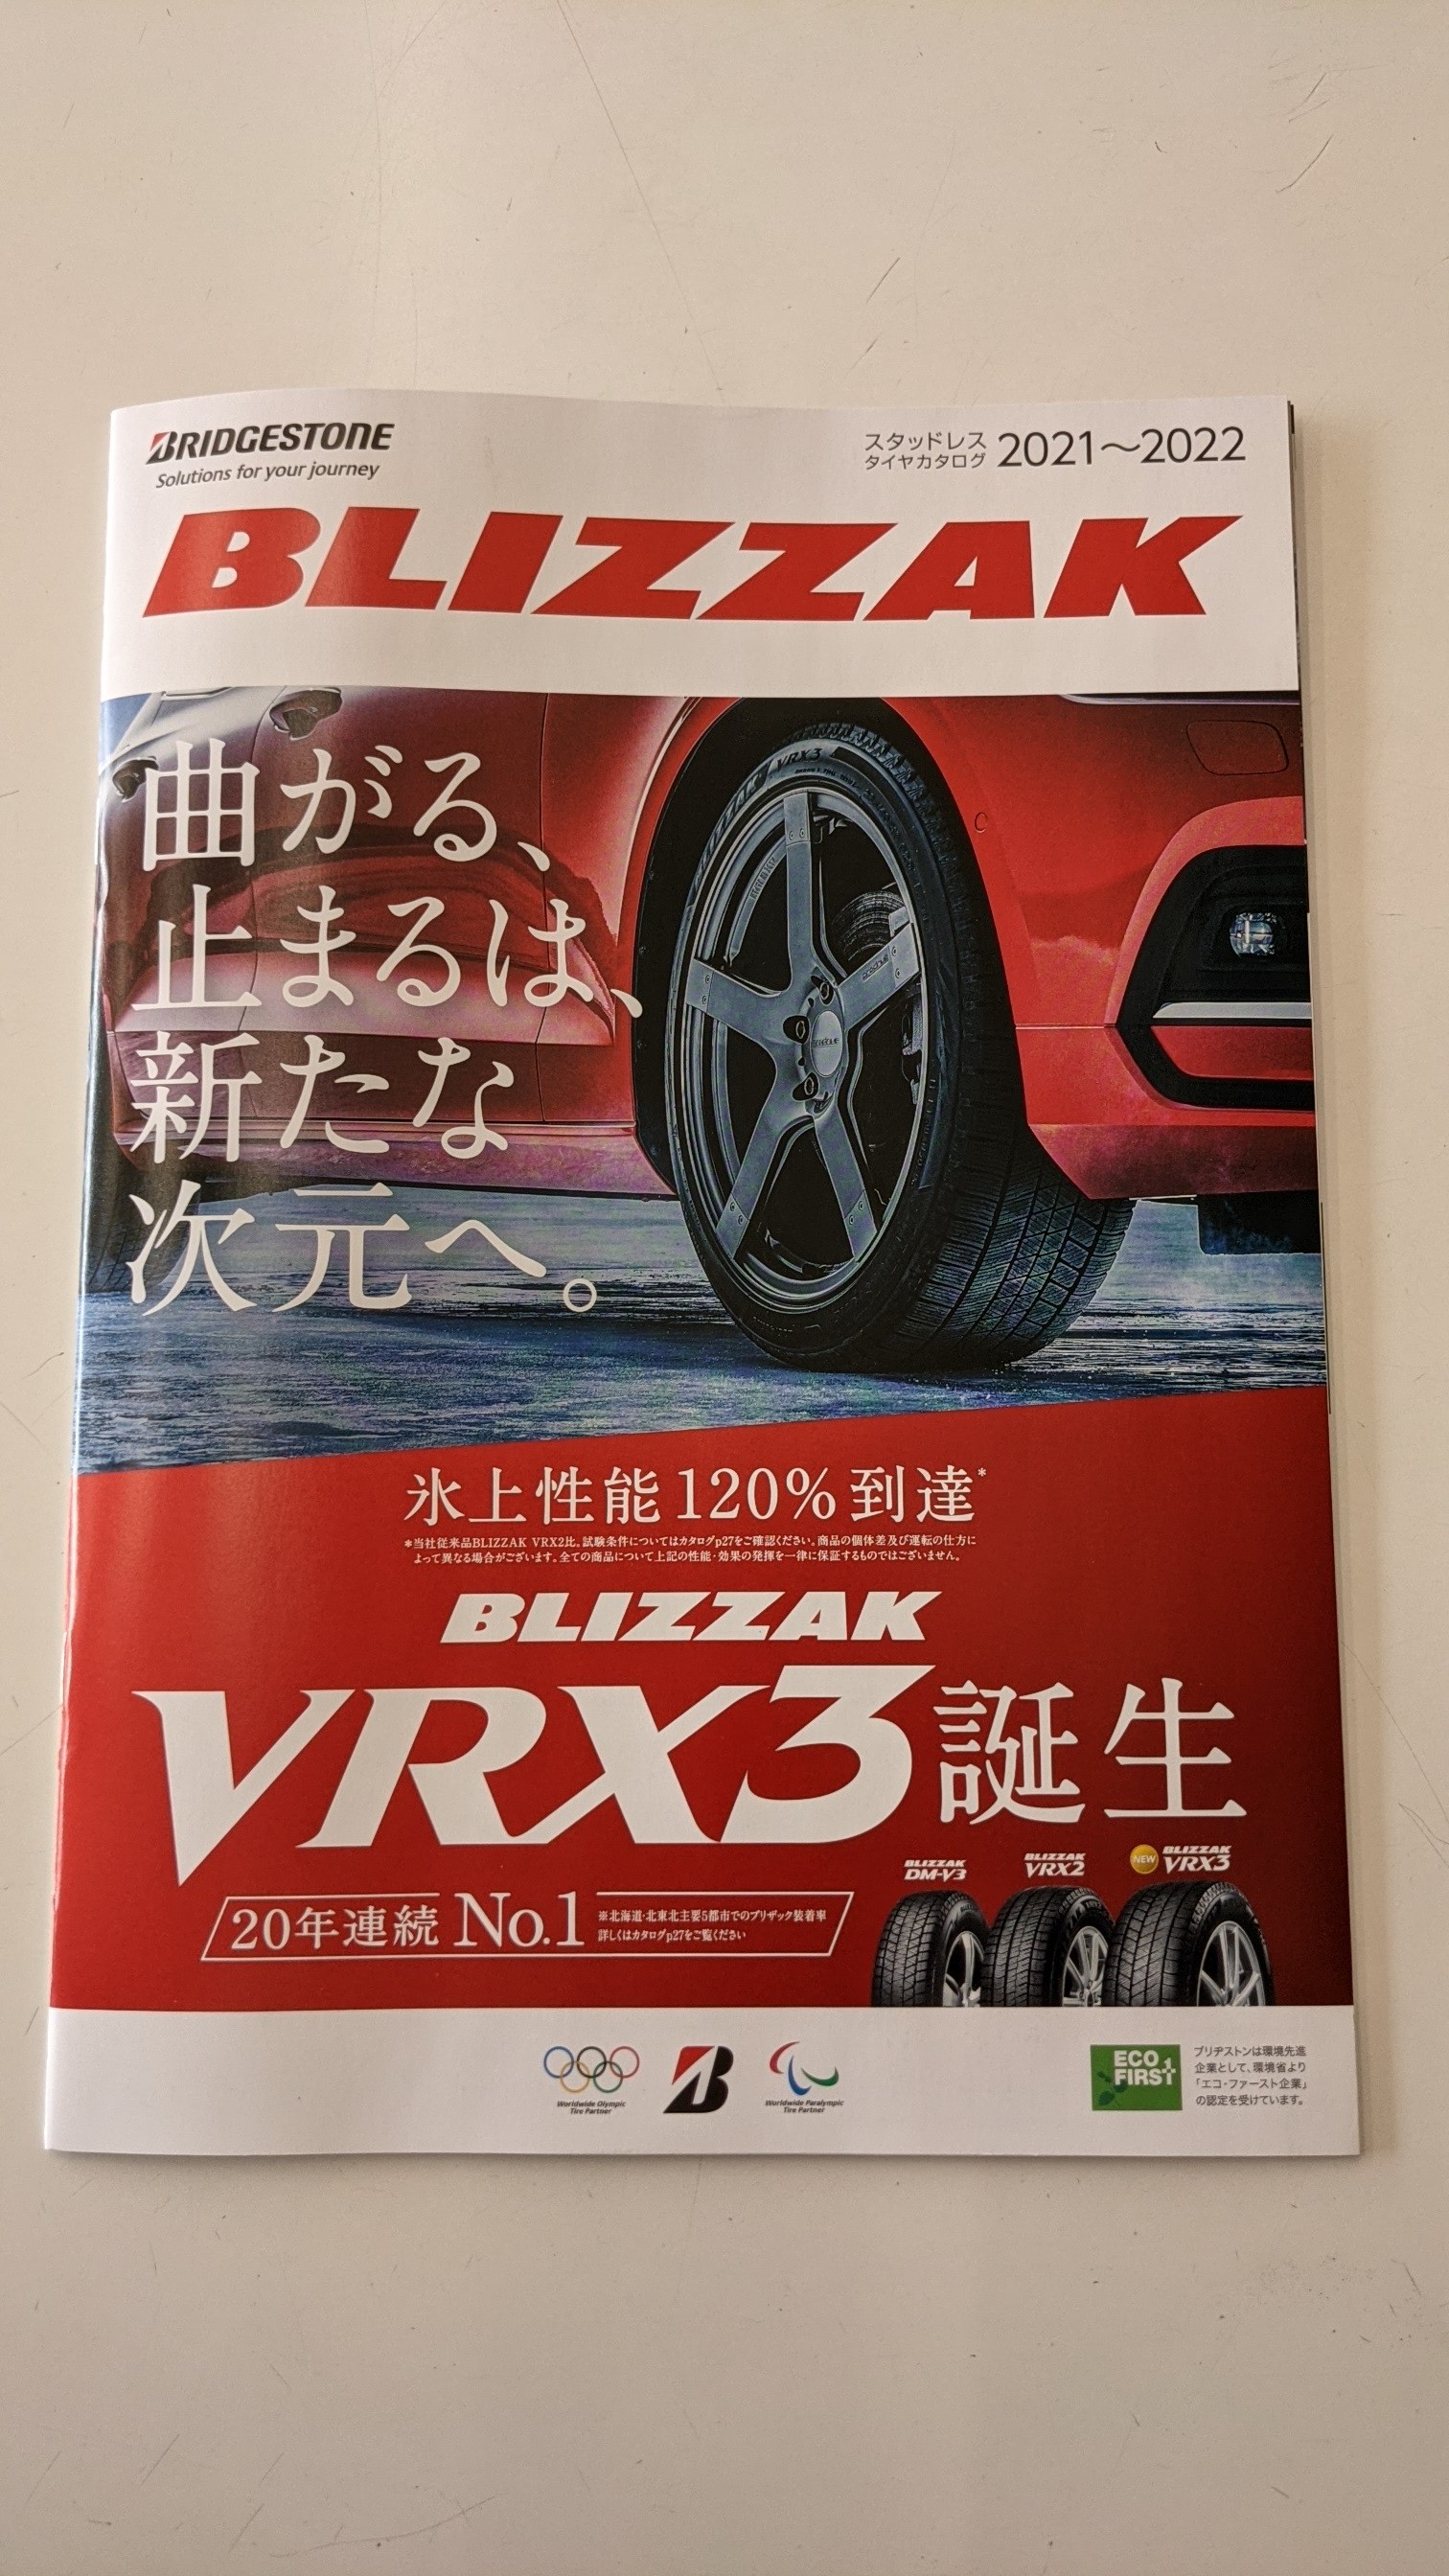 BRIDGESTONE
Solutions for your journey
スタッドレス
タイヤカタログ 2021～2022
BLIZZAK
曲がる、
止まるは、
新たな
次元へ。
氷上性能120%到達*
*当社従来品BLIZZAK VRX2比。試験条件についてはカタログp27をご確認ください。商品の個体差及び運転の仕方に
よって異なる場合がございます。全ての商品について上記の性能・効果の発揮を一律に保証するものではございません。
BLIZZAK
VRX3誕生
20年連続 No.1
※北海道・北東北主要5都市でのブリザック装着率
詳しくはカタログp27をご覧ください
BLIZZAK
DM-V3
BLIZZAK
VRX2
NEW BLIZZAK
VRX3
Worldwide Olympic
Tire Partner
B
Worldwide Paralympic
Tire Partner
ECO
FIRST
ブリヂストンは環境先進
企業として、環境省より
「エコ・ファースト企業」
の認定を受けています。